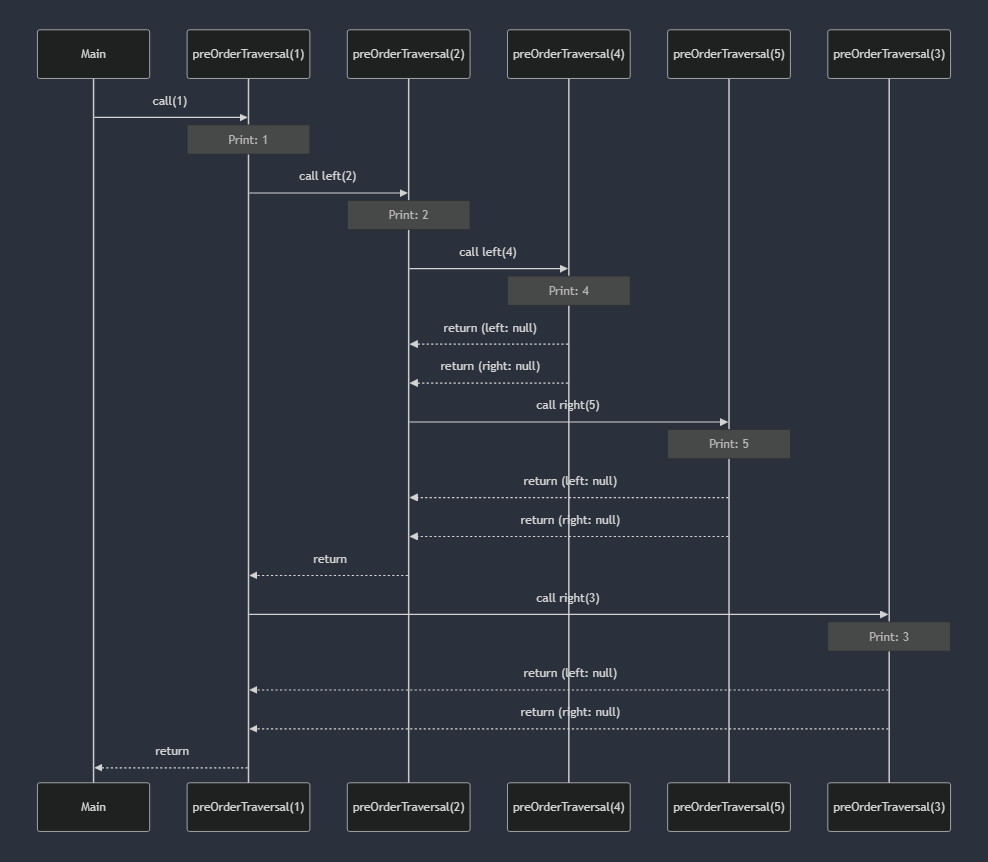 Main
preOrderTraversal(1)
preOrderTraversal(2)
preOrderTraversal(4)
preOrderTraversal(5)
preOrderTraversal(3)
call(1)
Print: 1
call left(2)
Print: 2
call left(4)
Print: 4
return (left: null)
return (right: null)
call right(5)
Print: 5
return (left: null)
return (right: null)
return
call right(3)
Print: 3
return (left: null)
return (right: null)
return
Main
preOrderTraversal(1)
preOrderTraversal(2)
preOrderTraversal(4)
preOrderTraversal(5)
preOrderTraversal(3)